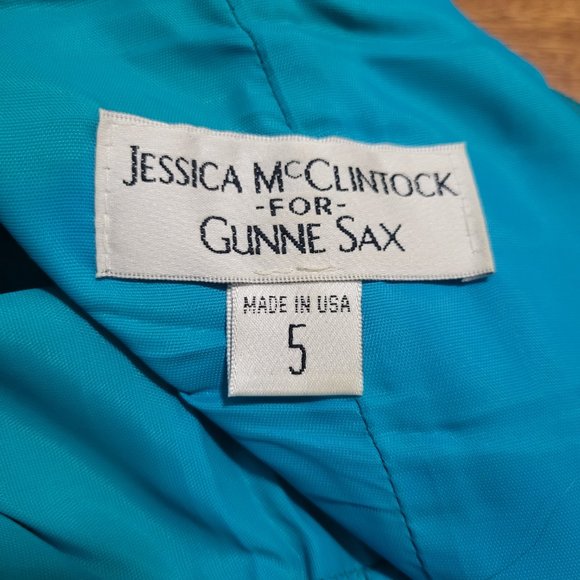 JESSICA McCLINTOCK
-FOR-
GUNNE SAX
MADE IN USA
5